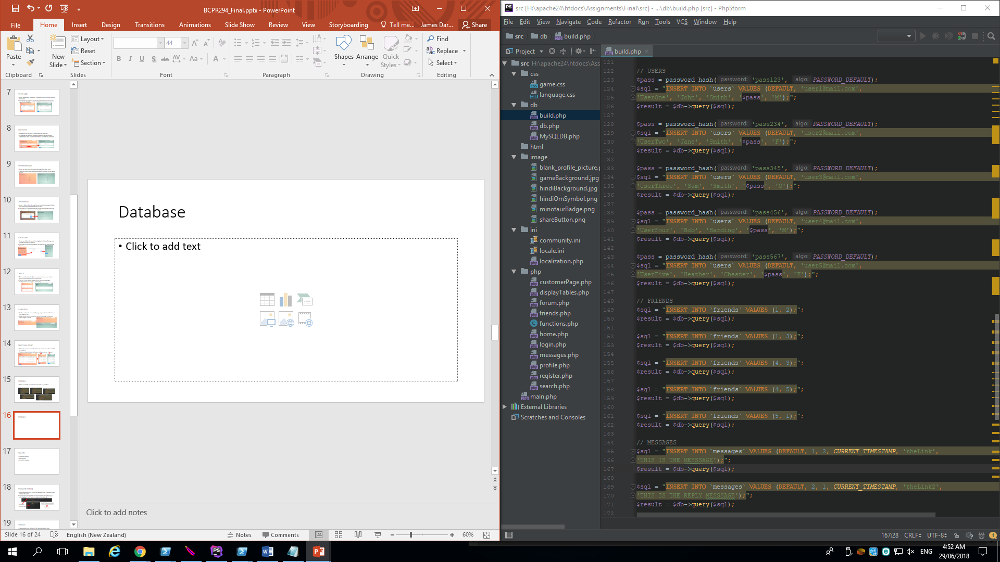 BCPR294_Final.pptx - PowerPoint
File Home Insert Design Transitions Animations Slide Show Review View Storyboarding Tell me... James Dar... Share
Paste
New Slide
Layout
Reset
Section
44
Shapes Arrange Quick Styles
Find
Replace
Select
Clipboard Slides Font Paragraph Drawing Editing
7
8
9
10
11
12
13
14
15
16
17
18
19
Database
• Click to add text
Click to add notes
Slide 16 of 24 English (New Zealand) Notes Comments 60%
src [H:\apache24\htdocs\Assignments\Final\src] - ...\db\build.php [src] - PhpStorm
File Edit View Navigate Code Refactor Run Tools VCS Window Help
src db build.php
Project build.php
src H:\apache24\htdocs\Ass
css
game.css
language.css
db
build.php
db.php
MySQLDB.php
html
image
blank_profile_picture.p
gameBackground.jpg
hindiBackground.jpg
hindiOmSymbol.png
minotaurBadge.png
shareButton.png
ini
community.ini
locale.ini
localization.php
php
customerPage.php
displayTables.php
forum.php
friends.php
functions.php
home.php
login.php
messages.php
profile.php
register.php
search.php
main.php
External Libraries
Scratches and Consoles
121
122 // USERS
123 $pass = password_hash( password: 'pass123', algo: PASSWORD_DEFAULT);
124 $sql = "INSERT INTO `users` VALUES (DEFAULT, 'user1@mail.com',
125 'UserOne', 'John', 'Smith', '$pass', 'M');";
126 $result = $db->query($sql);
127
128 $pass = password_hash( password: 'pass234', algo: PASSWORD_DEFAULT);
129 $sql = "INSERT INTO `users` VALUES (DEFAULT, 'user2@mail.com',
130 'UserTwo', 'Jane', 'Smith', '$pass', 'F');";
131 $result = $db->query($sql);
132
133 $pass = password_hash( password: 'pass345', algo: PASSWORD_DEFAULT);
134 $sql = "INSERT INTO `users` VALUES (DEFAULT, 'user3@mail.com',
135 'UserThree', 'Sam', 'Smith', '$pass', 'O');";
136 $result = $db->query($sql);
137
138 $pass = password_hash( password: 'pass456', algo: PASSWORD_DEFAULT);
139 $sql = "INSERT INTO `users` VALUES (DEFAULT, 'user4@mail.com',
140 'UserFour', 'Bob', 'Harding', '$pass', 'M');";
141 $result = $db->query($sql);
142
143 $pass = password_hash( password: 'pass567', algo: PASSWORD_DEFAULT);
144 $sql = "INSERT INTO `users` VALUES (DEFAULT, 'user5@mail.com',
145 'UserFive', 'Heather', 'Chester', '$pass', 'F');";
146 $result = $db->query($sql);
147
148 // FRIENDS
149 $sql = "INSERT INTO `friends` VALUES (1, 2);";
150 $result = $db->query($sql);
151
152 $sql = "INSERT INTO `friends` VALUES (1, 3);";
153 $result = $db->query($sql);
154
155 $sql = "INSERT INTO `friends` VALUES (4, 3);";
156 $result = $db->query($sql);
157
158 $sql = "INSERT INTO `friends` VALUES (4, 5);";
159 $result = $db->query($sql);
160
161 $sql = "INSERT INTO `friends` VALUES (5, 1);";
162 $result = $db->query($sql);
163
164 // MESSAGES
165 $sql = "INSERT INTO `messages` VALUES (DEFAULT, 1, 2, CURRENT_TIMESTAMP, 'theLink',
166 'THIS IS THE MESSSAGE');";
167 $result = $db->query($sql);
168
169 $sql = "INSERT INTO `messages` VALUES (DEFAULT, 2, 1, CURRENT_TIMESTAMP, 'theLink2',
170 'THIS IS THE REPLY MESSSAGE');";
171 $result = $db->query($sql);
172
167:28 CRLF UTF-8
ENG 4:52 AM
29/06/2018